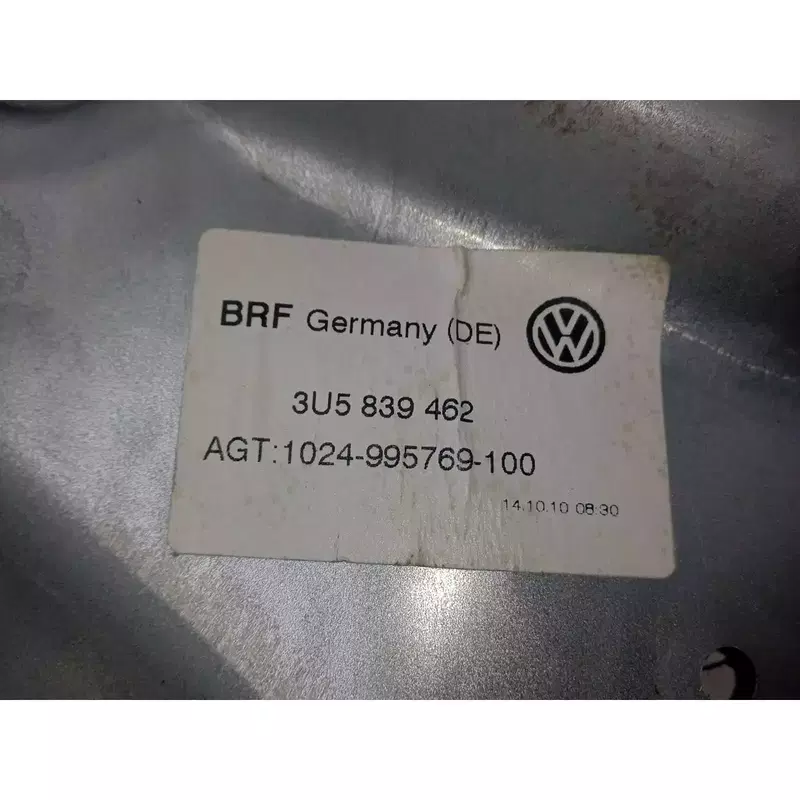 BRF Germany (DE)
3U5 839 462
AGT:1024-995769-100
14.10.10 08:30